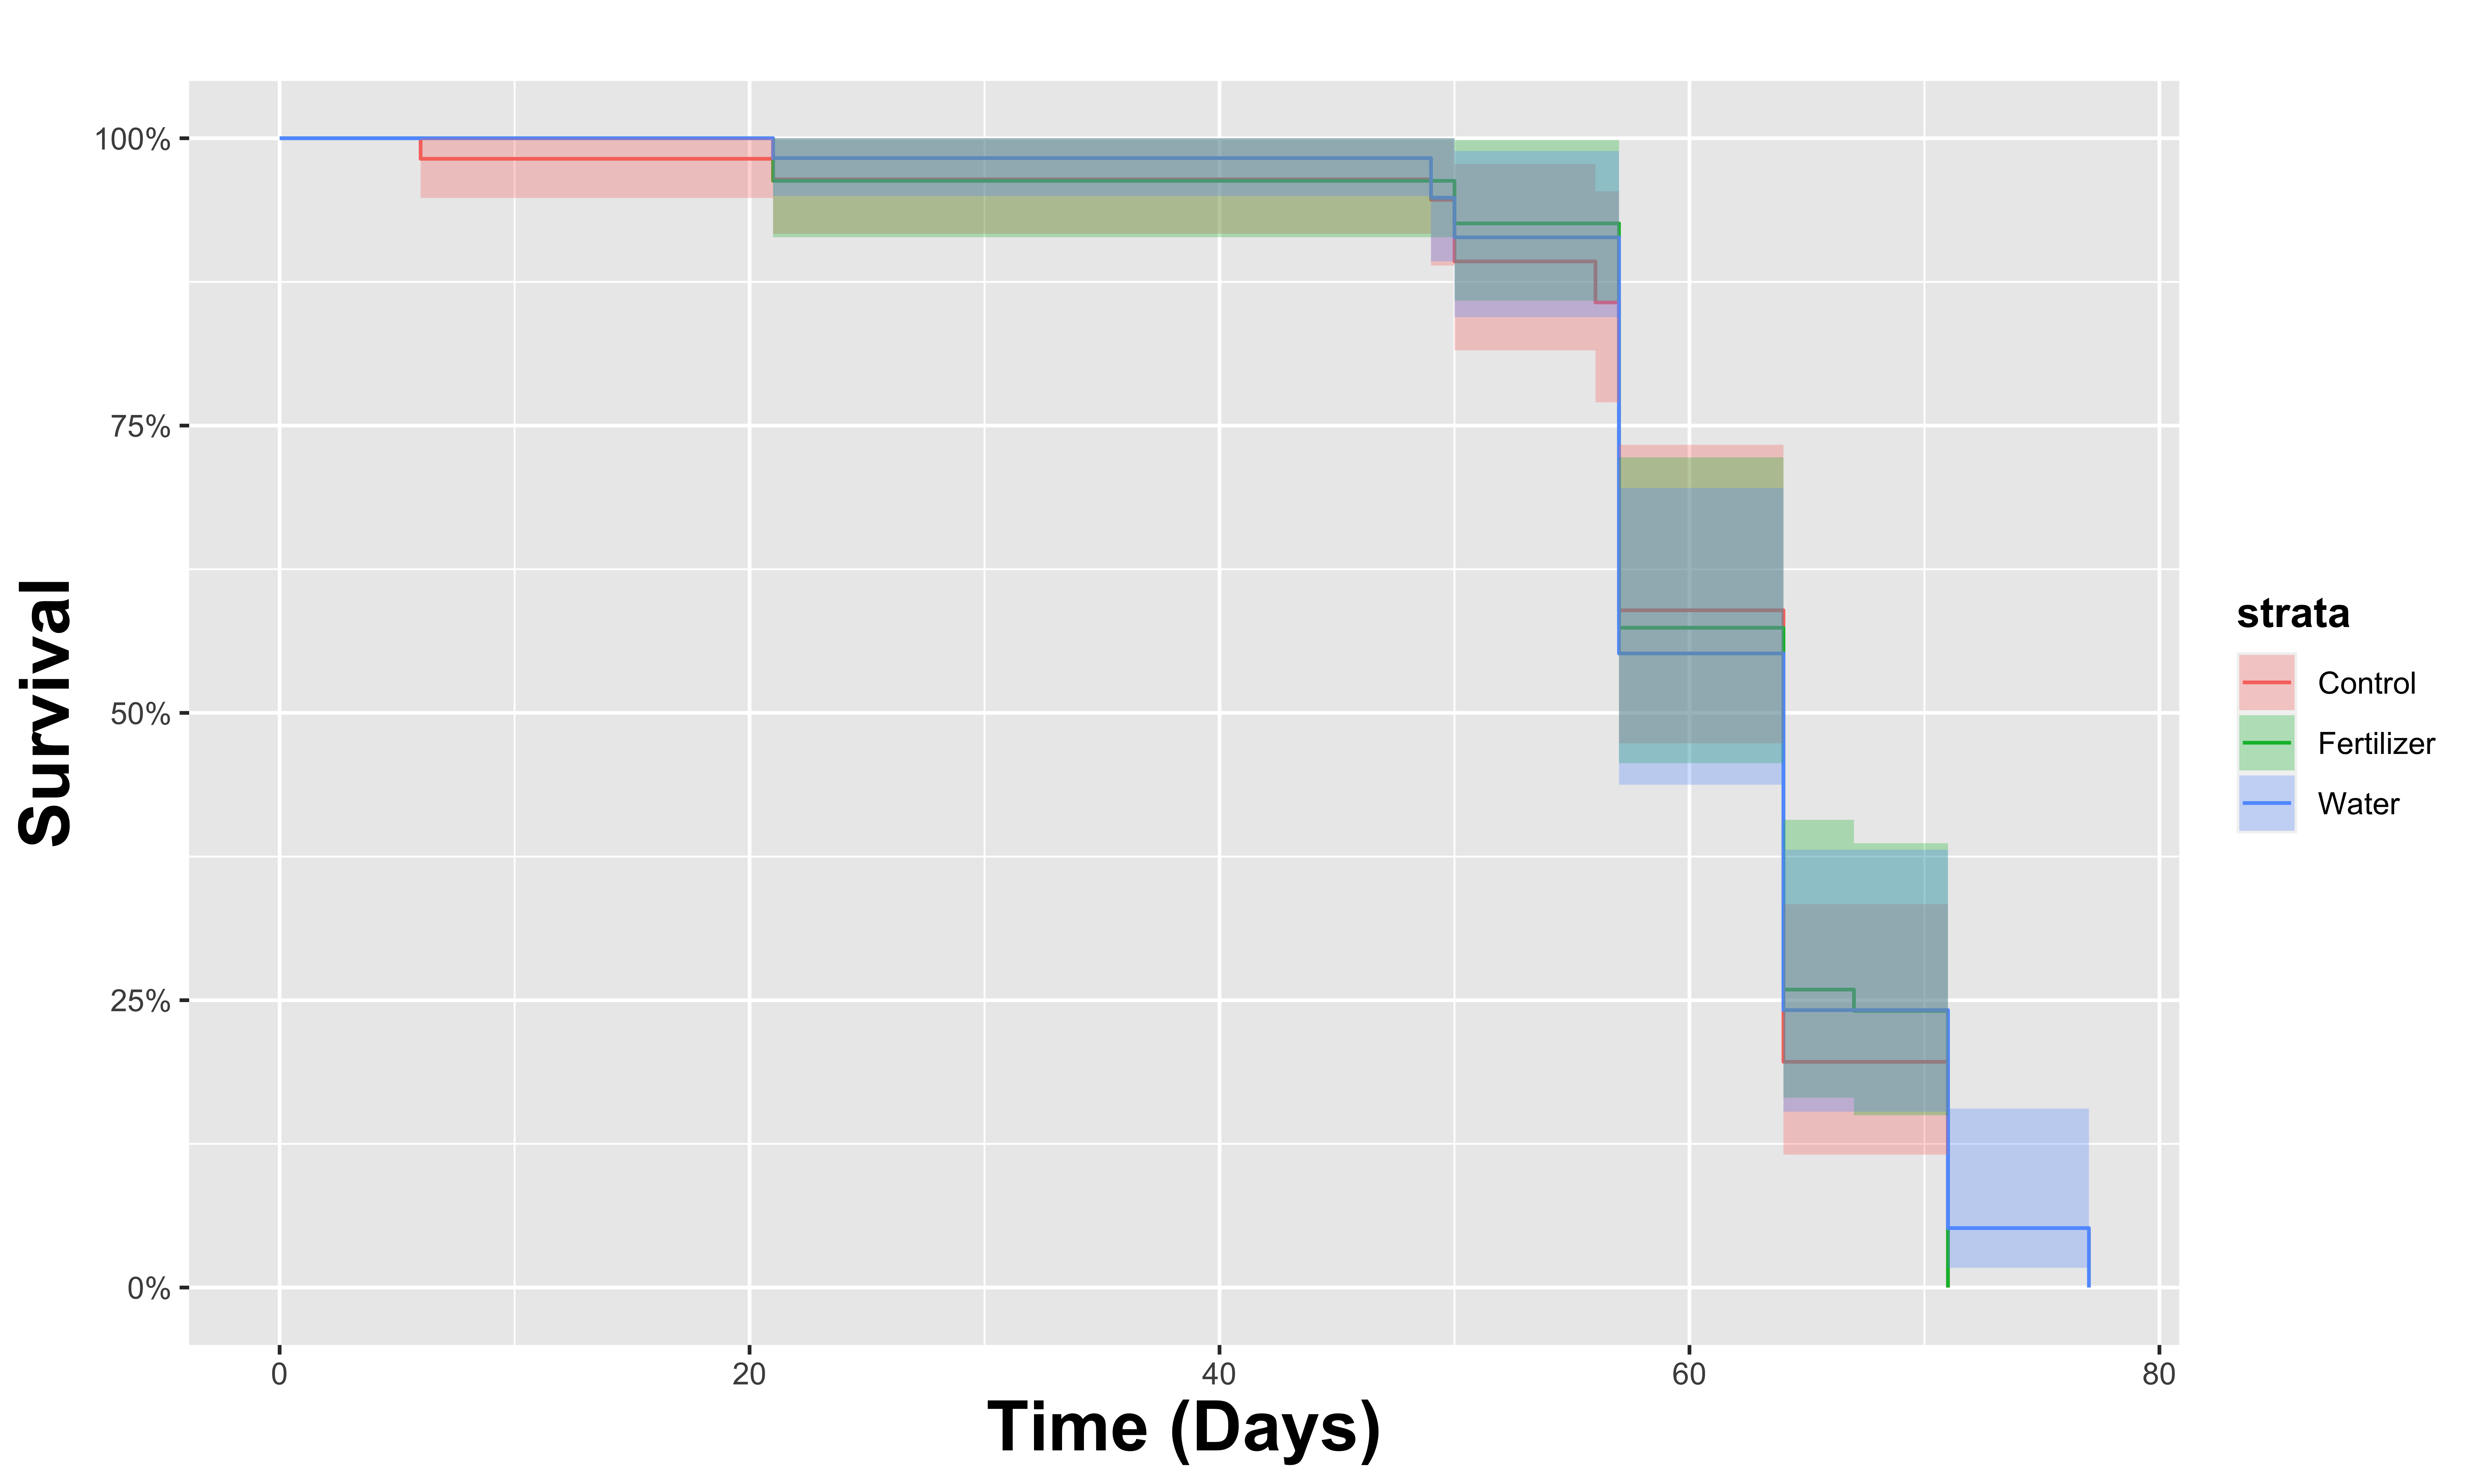 100%
75%
50%
25%
0%
Survival
0 20 40 60 80
Time (Days)
strata
Control
Fertilizer
Water